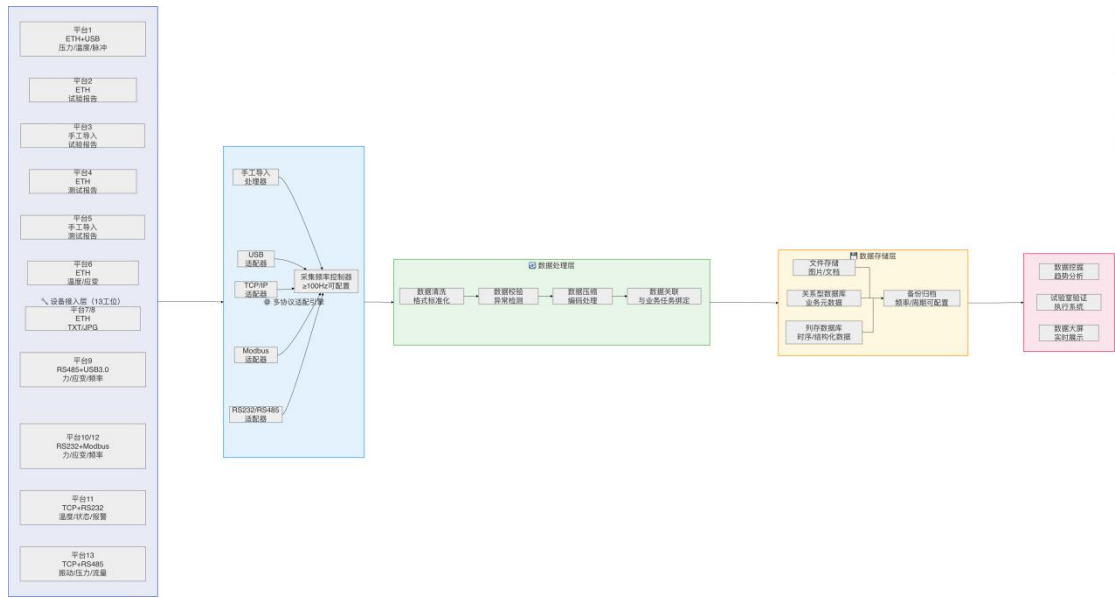 平台1
ETH+USB
压力/温度/脉冲
平台2
ETH
试验报告
平台3
手工导入
试验报告
平台4
ETH
测试报告
平台5
手工导入
测试报告
平台6
ETH
温度/应变
设备接入层（13工位）
平台7/8
ETH
TXT/JPG
平台9
RS485+USB3.0
力/应变/频率
平台10/12
RS232+Modbus
力/应变/频率
平台11
TCP+RS232
温度/状态/报警
平台13
TCP+RS485
振动/压力/流量
手工导入
处理器
USB
适配器
TCP/IP
适配器
采集频率控制器
≥100Hz可配置
多协议适配引擎
Modbus
适配器
RS232/RS485
适配器
数据处理层
数据清洗
格式标准化
数据校验
异常检测
数据压缩
编码处理
数据关联
与业务任务绑定
数据存储层
文件存储
图片/文档
关系型数据库
业务元数据
列存数据库
时序/结构化数据
备份归档
频率/周期可配置
数据挖掘
趋势分析
试验室验证
执行系统
数据大屏
实时展示